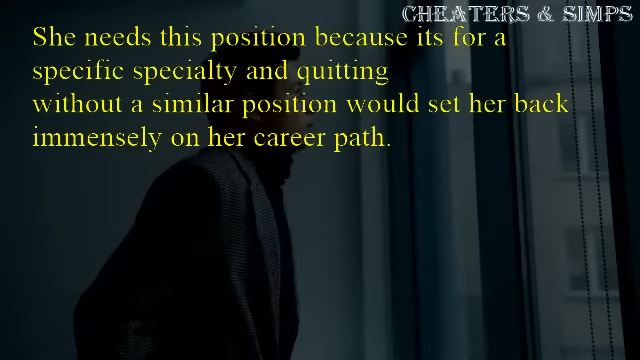 CHEATERS & SIMPS
She needs this position because its for a
specific specialty and quitting
without a similar position would set her back
immensely on her career path.